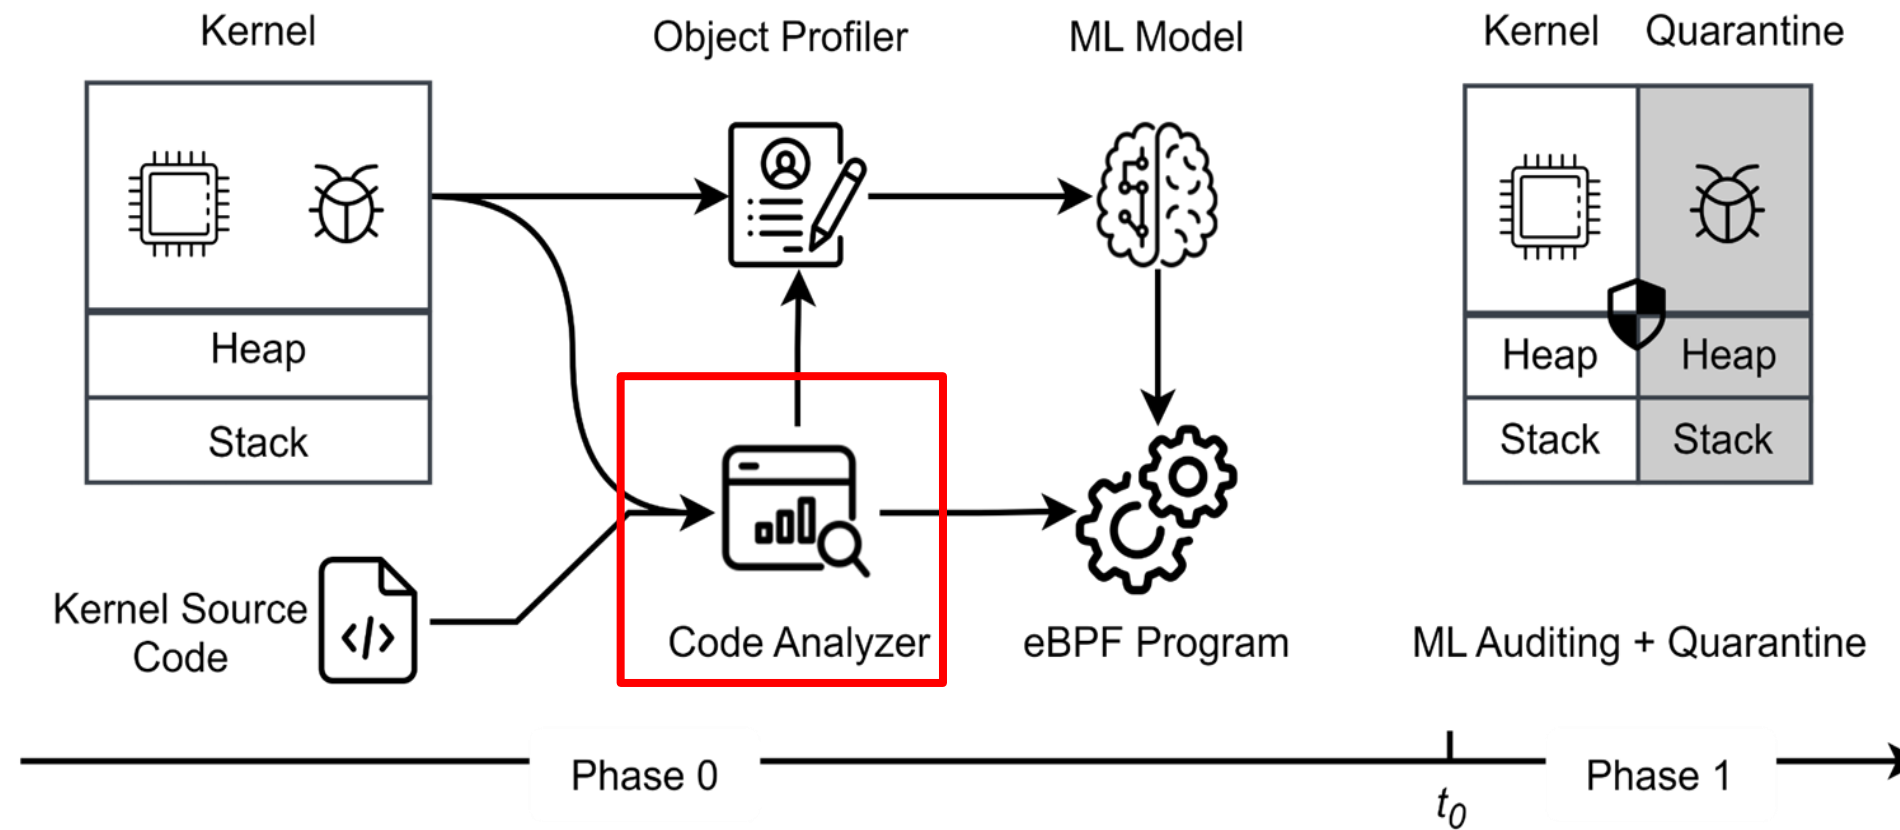 Kernel
Object Profiler
ML Model
Kernel Quarantine
Heap
Stack
Heap
Heap
Stack
Stack
</>
Kernel Source
Code
Code Analyzer
eBPF Program
ML Auditing + Quarantine
Phase 0
t0
Phase 1